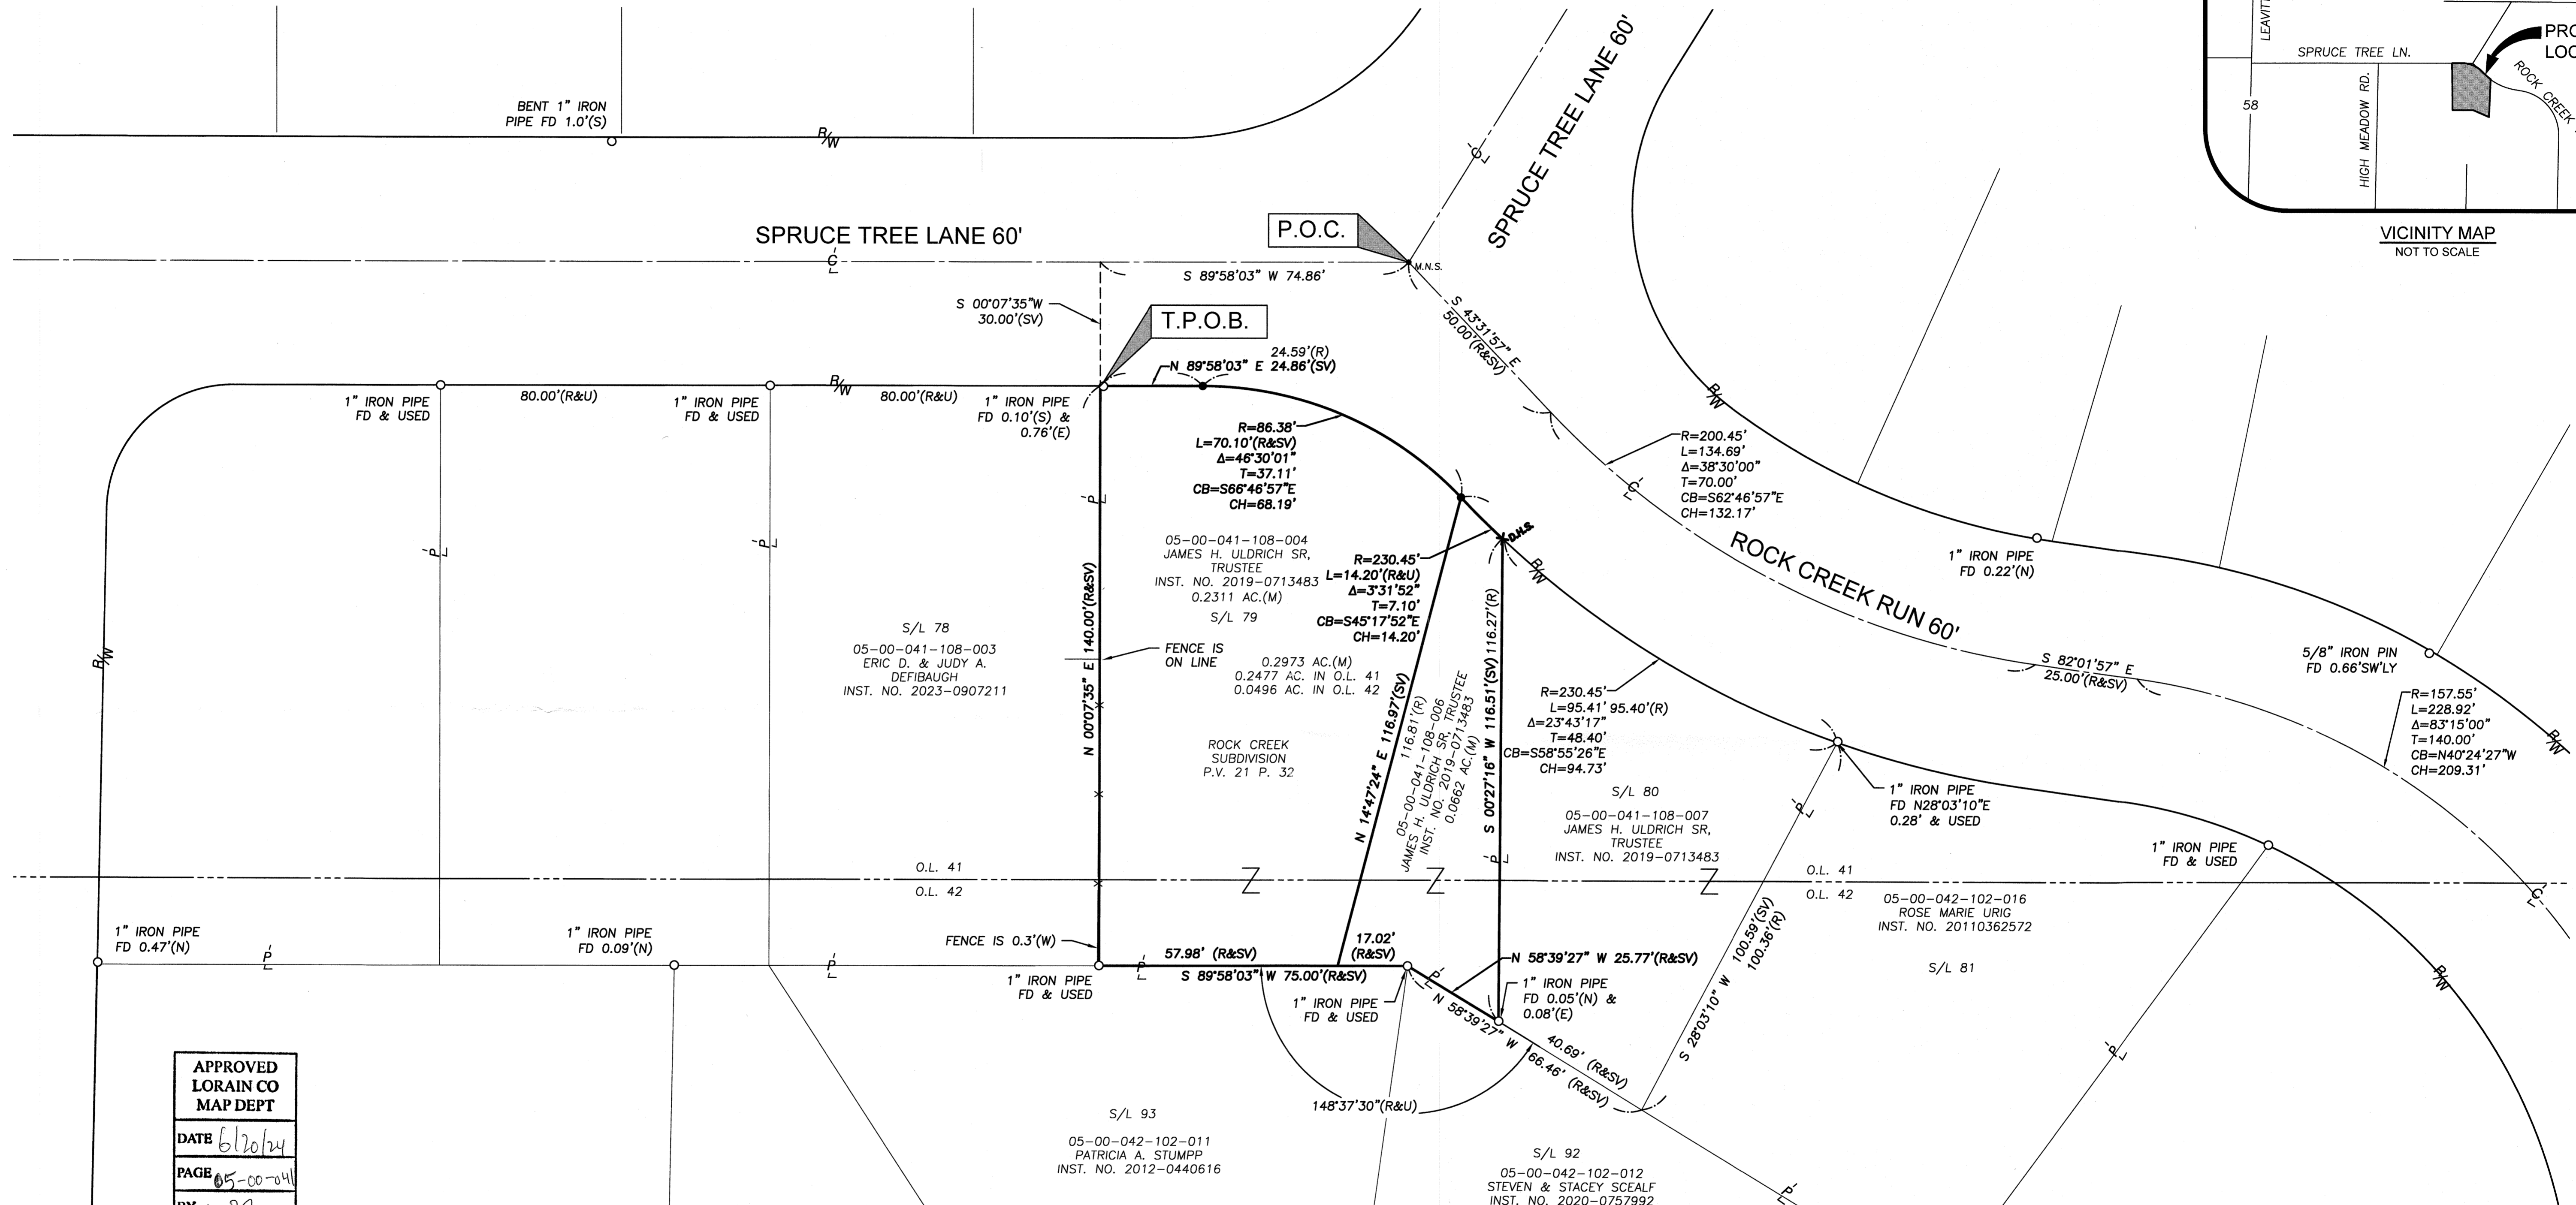 BENT 1" IRON
PIPE FD 1.0'(S)
R/W
SPRUCE TREE LANE 60'
SPRUCE TREE LANE 60'
P.O.C.
M.N.S.
S 89°58'03" W 74.86'
S 00°07'35"W
30.00'(SV)
T.P.O.B.
24.59'(R)
N 89°58'03" E 24.86'(SV)
S 43°31'57" E
50.00'(R&SV)
SPRUCE TREE LN.
HIGH MEADOW RD.
58
VICINITY MAP
NOT TO SCALE
1" IRON PIPE
FD & USED
80.00'(R&U)
1" IRON PIPE
FD & USED
R/W
80.00'(R&U)
1" IRON PIPE
FD 0.10'(S) &
0.76'(E)
R=86.38'
L=70.10'(R&SV)
Δ=46°30'01"
T=37.11'
CB=S66°46'57"E
CH=68.19'
R/W
R=200.45'
L=134.69'
Δ=38°30'00"
T=70.00'
CB=S62°46'57"E
CH=132.17'
ROCK CREEK RUN 60'
1" IRON PIPE
FD 0.22'(N)
5/8" IRON PIN
FD 0.66'SW'LY
S 82°01'57" E
25.00'(R&SV)
R=157.55'
L=228.92'
Δ=83°15'00"
T=140.00'
CB=N40°24'27"W
CH=209.31'
R/W
05-00-041-108-004
JAMES H. ULDRICH SR,
TRUSTEE
INST. NO. 2019-0713483
0.2311 AC.(M)
S/L 79
D.H.S.
R=230.45'
L=14.20'(R&U)
Δ=3°31'52"
T=7.10'
CB=S45°17'52"E
CH=14.20'
R/W
N 00°07'35" E 140.00'(R&SV)
S/L 78
05-00-041-108-003
ERIC D. & JUDY A.
DEFIBAUGH
INST. NO. 2023-0907211
FENCE IS
ON LINE
0.2973 AC.(M)
0.2477 AC. IN O.L. 41
0.0496 AC. IN O.L. 42
ROCK CREEK
SUBDIVISION
P.V. 21 P. 32
N 14°47'24" E 116.97'(SV)
116.81'(R)
05-00-041-108-006
JAMES H. ULDRICH SR, TRUSTEE
INST. NO. 2019-0713483
0.0662 AC.(M)
S 00°27'16" W 116.51'(SV) 116.27'(R)
R=230.45'
L=95.41' 95.40'(R)
Δ=23°43'17"
T=48.40'
CB=S58°55'26"E
CH=94.73'
S/L 80
05-00-041-108-007
JAMES H. ULDRICH SR,
TRUSTEE
INST. NO. 2019-0713483
1" IRON PIPE
FD N28°03'10"E
0.28' & USED
1" IRON PIPE
FD & USED
R/W
O.L. 41
O.L. 42
O.L. 41
O.L. 42
05-00-042-102-016
ROSE MARIE URIG
INST. NO. 20110362572
S/L 81
R/W
1" IRON PIPE
FD 0.47'(N)
1" IRON PIPE
FD 0.09'(N)
FENCE IS 0.3'(W)
1" IRON PIPE
FD & USED
57.98' (R&SV)
S 89°58'03" W 75.00'(R&SV)
17.02'
(R&SV)
N 58°39'27" W 25.77'(R&SV)
1" IRON PIPE
FD & USED
1" IRON PIPE
FD 0.05'(N) &
0.08'(E)
N 58°39'27" W
66.46' (R&SV)
40.69' (R&SV)
S 28°03'10" W 100.59'(SV)
100.36'(R)
148°37'30"(R&U)
S/L 93
05-00-042-102-011
PATRICIA A. STUMPP
INST. NO. 2012-0440616
S/L 92
05-00-042-102-012
STEVEN & STACEY SCEALF
INST. NO. 2020-0757992
APPROVED
LORAIN CO
MAP DEPT
DATE 6/20/24
PAGE 05-00-041